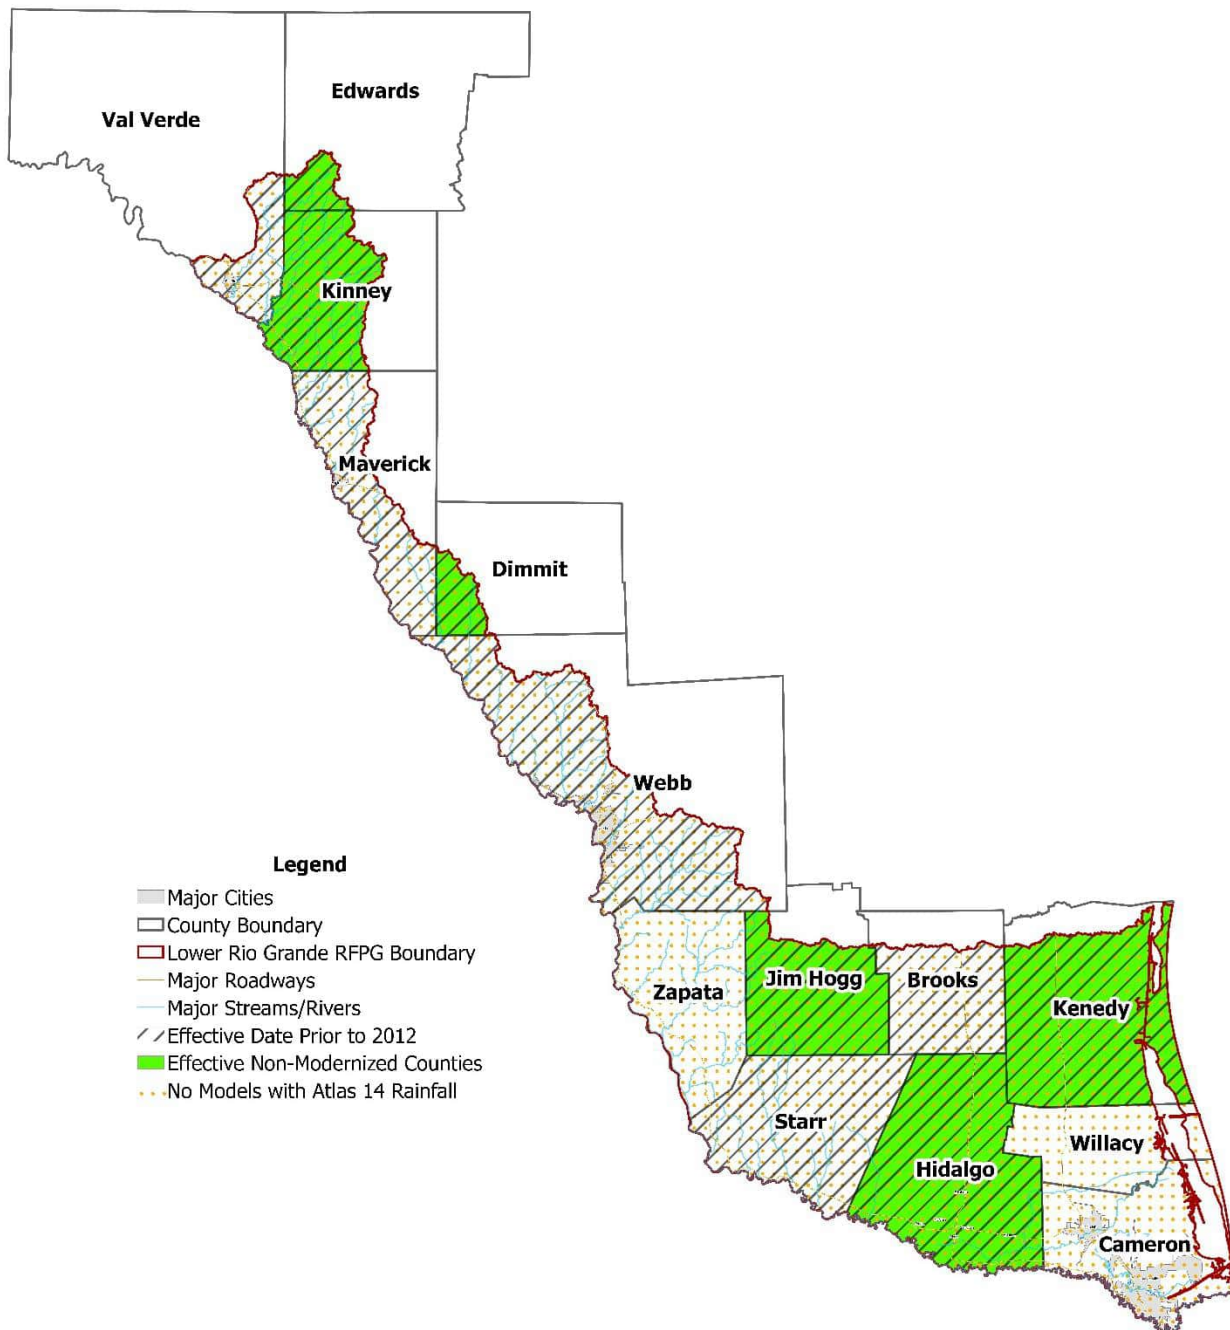 Edwards
Val Verde
Kinney
Maverick
Dimmit
Webb
Legend
Major Cities
County Boundary
Lower Rio Grande RFPG Boundary
Major Roadways
Major Streams/Rivers
Effective Date Prior to 2012
Effective Non-Modernized Counties
No Models with Atlas 14 Rainfall
Zapata
Jim Hogg
Brooks
Kenedy
Starr
Willacy
Hidalgo
Cameron